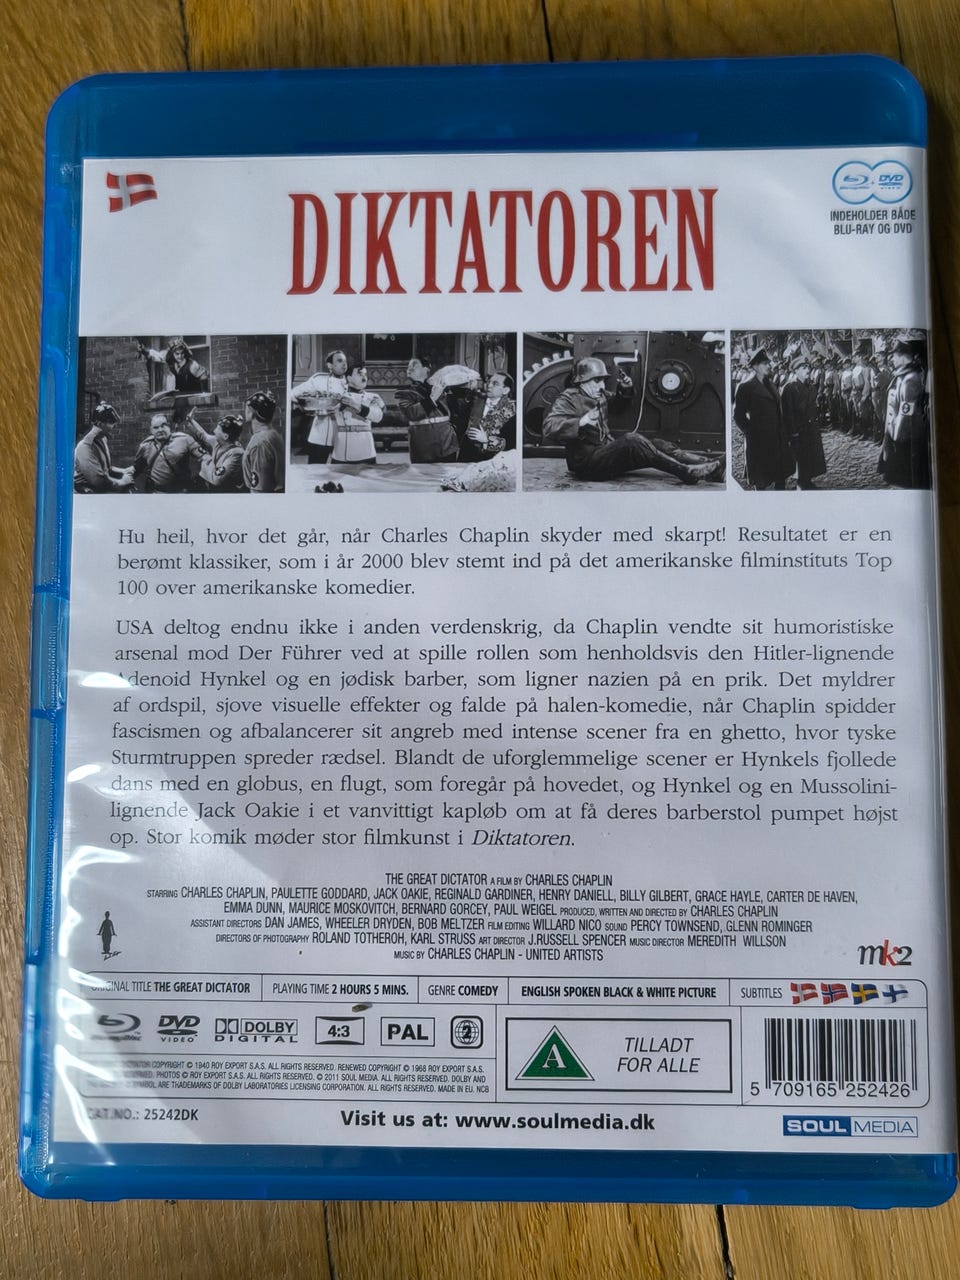 DIKTATOREN
Blu-ray Disc + DVD VIDEO
INDEHOLDER BÅDE
BLU-RAY OG DVD
Hu heil, hvor det går, når Charles Chaplin skyder med skarpt! Resultatet er en
berømt klassiker, som i år 2000 blev stemt ind på det amerikanske filminstituts Top
100 over amerikanske komedier.
USA deltog endnu ikke i anden verdenskrig, da Chaplin vendte sit humoristiske
arsenal mod Der Führer ved at spille rollen som henholdsvis den Hitler-lignende
Adenoid Hynkel og en jødisk barber, som ligner nazien på en prik. Det myldrer
af ordspil, sjove visuelle effekter og falde på halen-komedie, når Chaplin spidder
fascismen og afbalancerer sit angreb med intense scener fra en ghetto, hvor tyske
Sturmtruppen spreder rædsel. Blandt de uforglemmelige scener er Hynkels fjollede
dans med en globus, en flugt, som foregår på hovedet, og Hynkel og en Mussolini-
lignende Jack Oakie i et vanvittigt kapløb om at få deres barberstol pumpet højst
op. Stor komik møder stor filmkunst i Diktatoren.
THE GREAT DICTATOR A FILM BY CHARLES CHAPLIN
STARRING CHARLES CHAPLIN, PAULETTE GODDARD, JACK OAKIE, REGINALD GARDINER, HENRY DANIELL, BILLY GILBERT, GRACE HAYLE, CARTER DE HAVEN,
EMMA DUNN, MAURICE MOSKOVITCH, BERNARD GORCEY, PAUL WEIGEL PRODUCED, WRITTEN AND DIRECTED BY CHARLES CHAPLIN
ASSISTANT DIRECTORS DAN JAMES, WHEELER DRYDEN, BOB MELTZER FILM EDITING WILLARD NICO SOUND PERCY TOWNSEND, GLENN ROMINGER
DIRECTORS OF PHOTOGRAPHY ROLAND TOTHEROH, KARL STRUSS ART DIRECTOR J.RUSSELL SPENCER MUSIC DIRECTOR MEREDITH WILLSON
MUSIC BY CHARLES CHAPLIN - UNITED ARTISTS
mk2
ORIGINAL TITLE THE GREAT DICTATOR PLAYING TIME 2 HOURS 5 MINS. GENRE COMEDY ENGLISH SPOKEN BLACK & WHITE PICTURE SUBTITLES
Blu-ray Disc DVD VIDEO DOLBY DIGITAL 4:3 PAL 2
A TILLADT
FOR ALLE
COPYRIGHT © 1940 ROY EXPORT S.A.S. ALL RIGHTS RESERVED. RENEWED COPYRIGHT © 1968 ROY EXPORT S.A.S.
PHOTOS © ROY EXPORT S.A.S. ALL RIGHTS RESERVED. © 2011 SOUL MEDIA. ALL RIGHTS RESERVED. DOLBY AND
SYMBOL ARE TRADEMARKS OF DOLBY LABORATORIES LICENSING CORPORATION. ALL RIGHTS RESERVED. MADE IN EU. NCB
5 709165 252426
CAT.NO.: 25242DK
Visit us at: www.soulmedia.dk
SOUL MEDIA